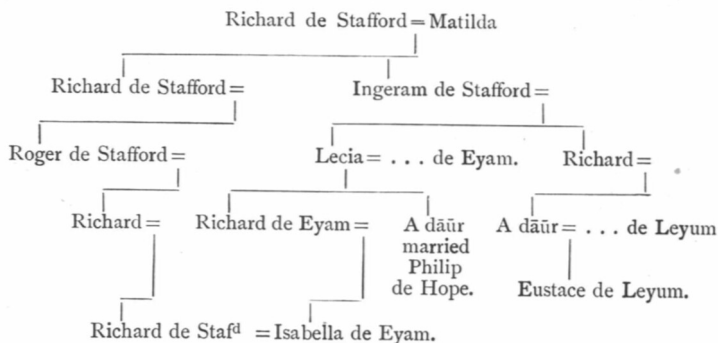 Richard de Stafford = Matilda
Richard de Stafford = Ingeram de Stafford =
Roger de Stafford = Lecia = . . . de Eyam. Richard =
Richard = Richard de Eyam = A dāūr A dāūr = . . . de Leyum
married
Philip
de Hope. Eustace de Leyum.
Richard de Stafᵈ = Isabella de Eyam.